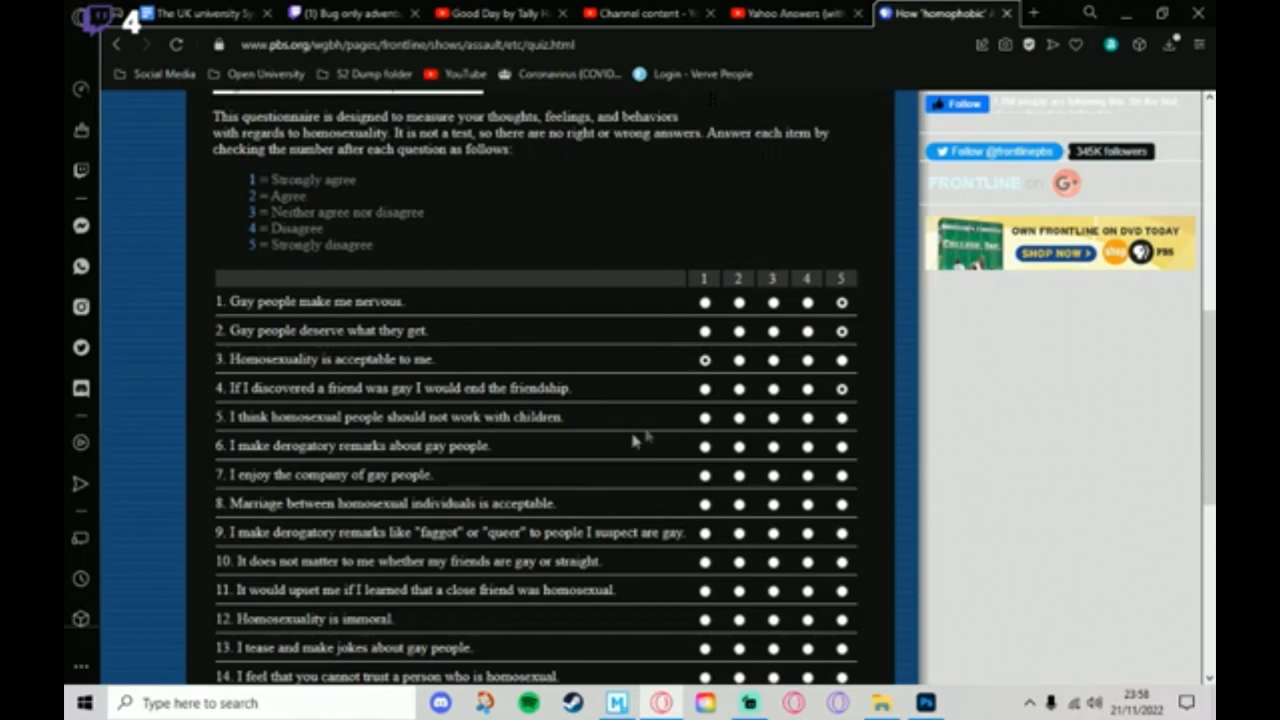 4
The UK university Sy
(1) Bug only advent
Good Day by Tally H
Channel content - Y
Yahoo Answers (with
How 'homophobic'
www.pbs.org/wgbh/pages/frontline/shows/assault/etc/quiz.html
Social Media
Open University
S2 Dump folder
YouTube
Coronavirus (COVID...
Login - Verve People
This questionnaire is designed to measure your thoughts, feelings, and behaviors
with regards to homosexuality. It is not a test, so there are no right or wrong answers. Answer each item by
checking the number after each question as follows:
1 = Strongly agree
2 = Agree
3 = Neither agree nor disagree
4 = Disagree
5 = Strongly disagree
1 2 3 4 5
1. Gay people make me nervous.
2. Gay people deserve what they get.
3. Homosexuality is acceptable to me.
4. If I discovered a friend was gay I would end the friendship.
5. I think homosexual people should not work with children.
6. I make derogatory remarks about gay people.
7. I enjoy the company of gay people.
8. Marriage between homosexual individuals is acceptable.
9. I make derogatory remarks like "faggot" or "queer" to people I suspect are gay.
10. It does not matter to me whether my friends are gay or straight.
11. It would upset me if I learned that a close friend was homosexual.
12. Homosexuality is immoral.
13. I tease and make jokes about gay people.
14. I feel that you cannot trust a person who is homosexual.
Follow
Follow @frontlinepbs
345K followers
FRONTLINE on G+
OWN FRONTLINE ON DVD TODAY
SHOP NOW >
shop PBS
Type here to search
23:58
21/11/2022